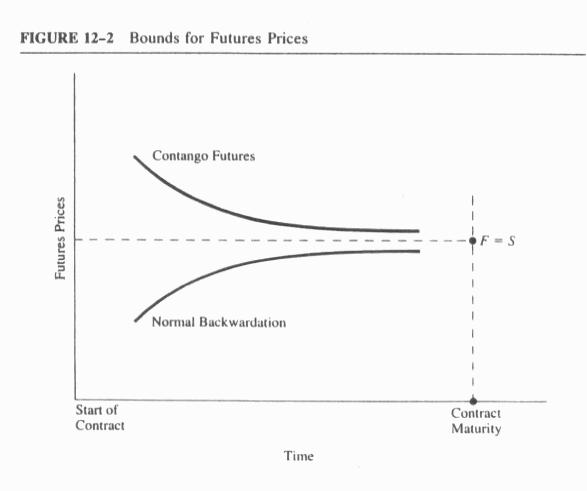 FIGURE 12–2 Bounds for Futures Prices
Contango Futures
Futures Prices
F = S
Normal Backwardation
Start of
Contract
Contract
Maturity
Time